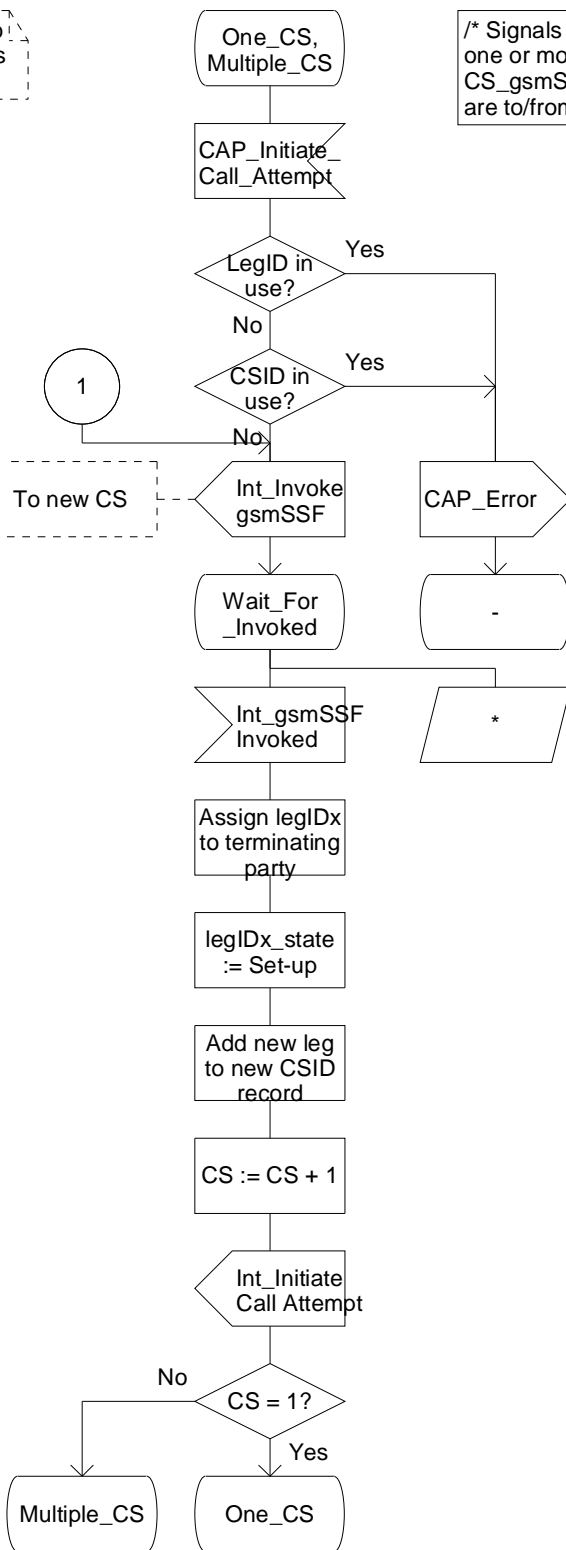 s
One_CS,
Multiple_CS
/* Signals
one or mo
CS_gsmS
are to/from
CAP_Initiate_
Call_Attempt
LegID in
use?
Yes
No
1
CSID in
use?
Yes
No
To new CS
Int_Invoke
gsmSSF
CAP_Error
Wait_For
_Invoked
-
Int_gsmSSF
Invoked
*
Assign legIDx
to terminating
party
legIDx_state
:= Set-up
Add new leg
to new CSID
record
CS := CS + 1
Int_Initiate
Call Attempt
CS = 1?
No
Yes
Multiple_CS
One_CS